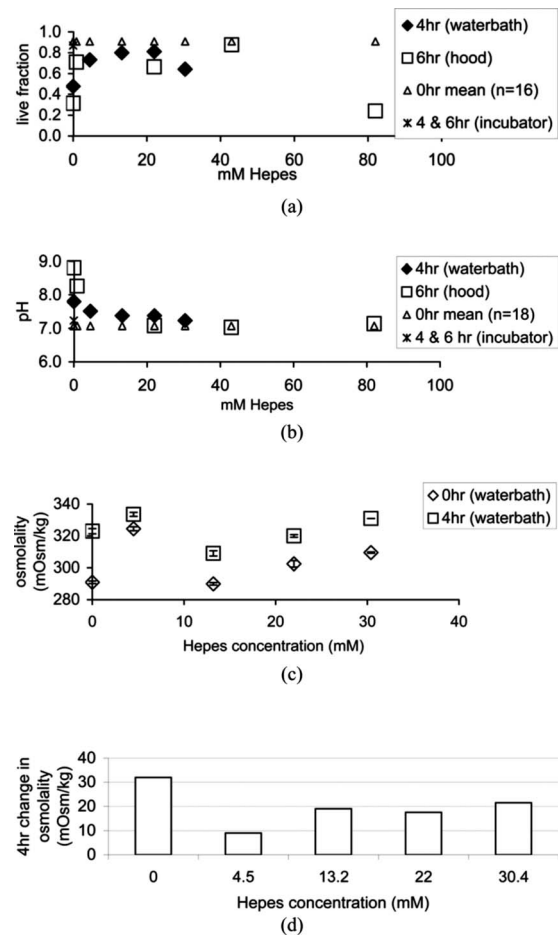 live fraction
1.0
0.8
0.6
0.4
0.2
0.0
0 20 40 60 80 100
mM Hepes
4hr (waterbath)
6hr (hood)
0hr mean (n=16)
4 & 6hr (incubator)
(a)
pH
9.0
8.0
7.0
6.0
0 20 40 60 80 100
mM Hepes
4hr (waterbath)
6hr (hood)
0hr mean (n=18)
4 & 6 hr (incubator)
(b)
osmolality
(mOsm/kg)
340
320
300
280
0 10 20 30 40
Hepes concentration (mM)
0hr (waterbath)
4hr (waterbath)
(c)
4hr change in
osmolality
(mOsm/kg)
40
30
20
10
0
0 4.5 13.2 22 30.4
Hepes concentration (mM)
(d)